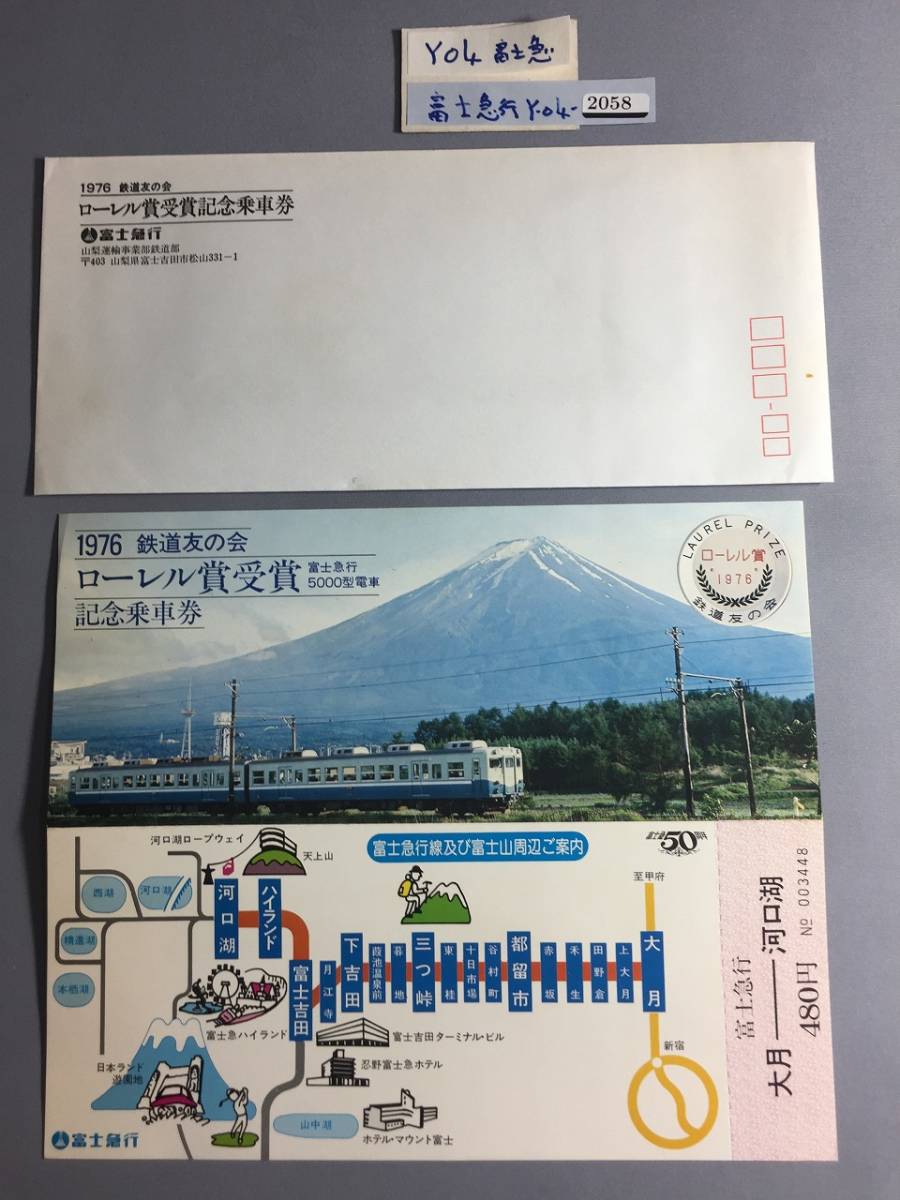 Y04 富士急
富士急行 Y-04-
2058
1976 鉄道友の会
ローレル賞受賞記念乗車券
富士急行
山梨運輸事業部鉄道部
〒403 山梨県富士吉田市松山331-1
1976 鉄道友の会
ローレル賞受賞
富士急行
5000型電車
記念乗車券
LAUREL PRIZE
ローレル賞
1976
鉄道友の会
富士急行線及び富士山周辺ご案内
50
河口湖ロープウェイ
天上山
西湖
河口湖
精進湖
本栖湖
河口湖
ハイランド
富士吉田
月江寺
下吉田
葭池温泉前
暮地
三つ峠
東桂
十日市場
谷村町
都留市
赤坂
禾生
田野倉
上大月
大月
至甲府
新宿
富士急ハイランド
富士吉田ターミナル・ビル
忍野富士急ホテル
日本ランド
遊園地
山中湖
ホテル・マウント富士
富士急行
富士急行
大月――河口湖
480円
№ 003448